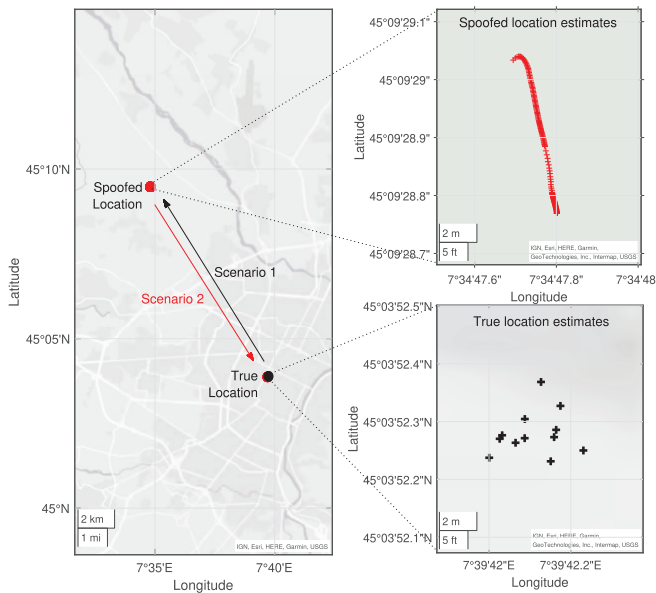 45°10'N
45°05'N
45°N
Latitude
Spoofed
Location
Scenario 1
Scenario 2
True
Location
2 km
1 mi
IGN, Esri, HERE, Garmin, USGS
7°35'E
7°40'E
Longitude
Spoofed location estimates
45°09'29.1"
45°09'29"
45°09'28.9"
45°09'28.8"
45°09'28.7"
Latitude
2 m
5 ft
IGN, Esri, HERE, Garmin,
GeoTechnologies, Inc., Intermap, USGS
7°34'47.6"
7°34'47.8"
7°34'48
Longitude
True location estimates
45°03'52.5"N
45°03'52.4"N
45°03'52.3"N
45°03'52.2"N
45°03'52.1"N
Latitude
2 m
5 ft
IGN, Esri, HERE, Garmin,
GeoTechnologies, Inc., Intermap, USGS
7°39'42"E
7°39'42.2"E
Longitude